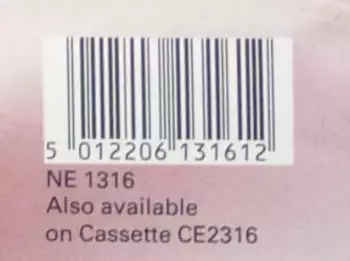 5 012206 131612
NE 1316
Also available
on Cassette CE2316